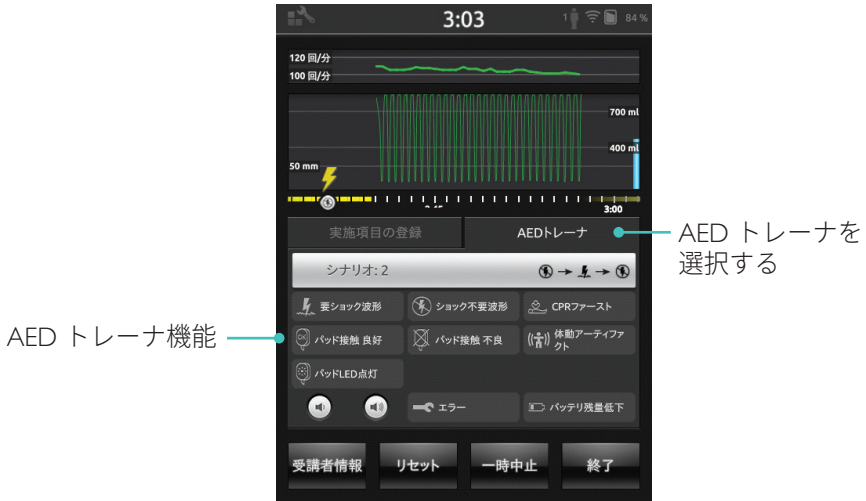 3:03
1
84 %
120 回/分
100 回/分
700 ml
400 ml
50 mm
3:00
実施項目の登録
AEDトレーナ
AED トレーナを
選択する
シナリオ: 2
要ショック波形
ショック不要波形
CPRファースト
AED トレーナ機能
OK
パッド接触 良好
パッド接触 不良
体動アーティファ
クト
パッドLED点灯
エラー
バッテリ残量低下
受講者情報
リセット
一時中止
終了